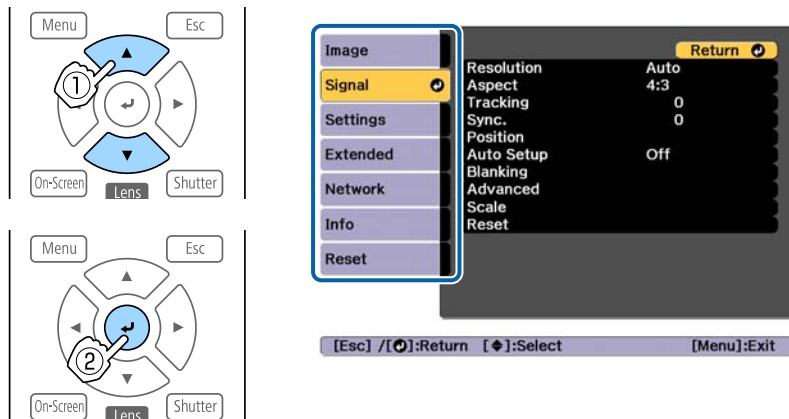 Menu Esc
①
On-Screen Lens Shutter
Menu Esc
②
On-Screen Lens Shutter
Image
Signal
Settings
Extended
Network
Info
Reset
Return
Resolution Auto
Aspect 4:3
Tracking 0
Sync. 0
Position
Auto Setup Off
Blanking
Advanced
Scale
Reset
[Esc] /[⏎]:Return [◆]:Select [Menu]:Exit